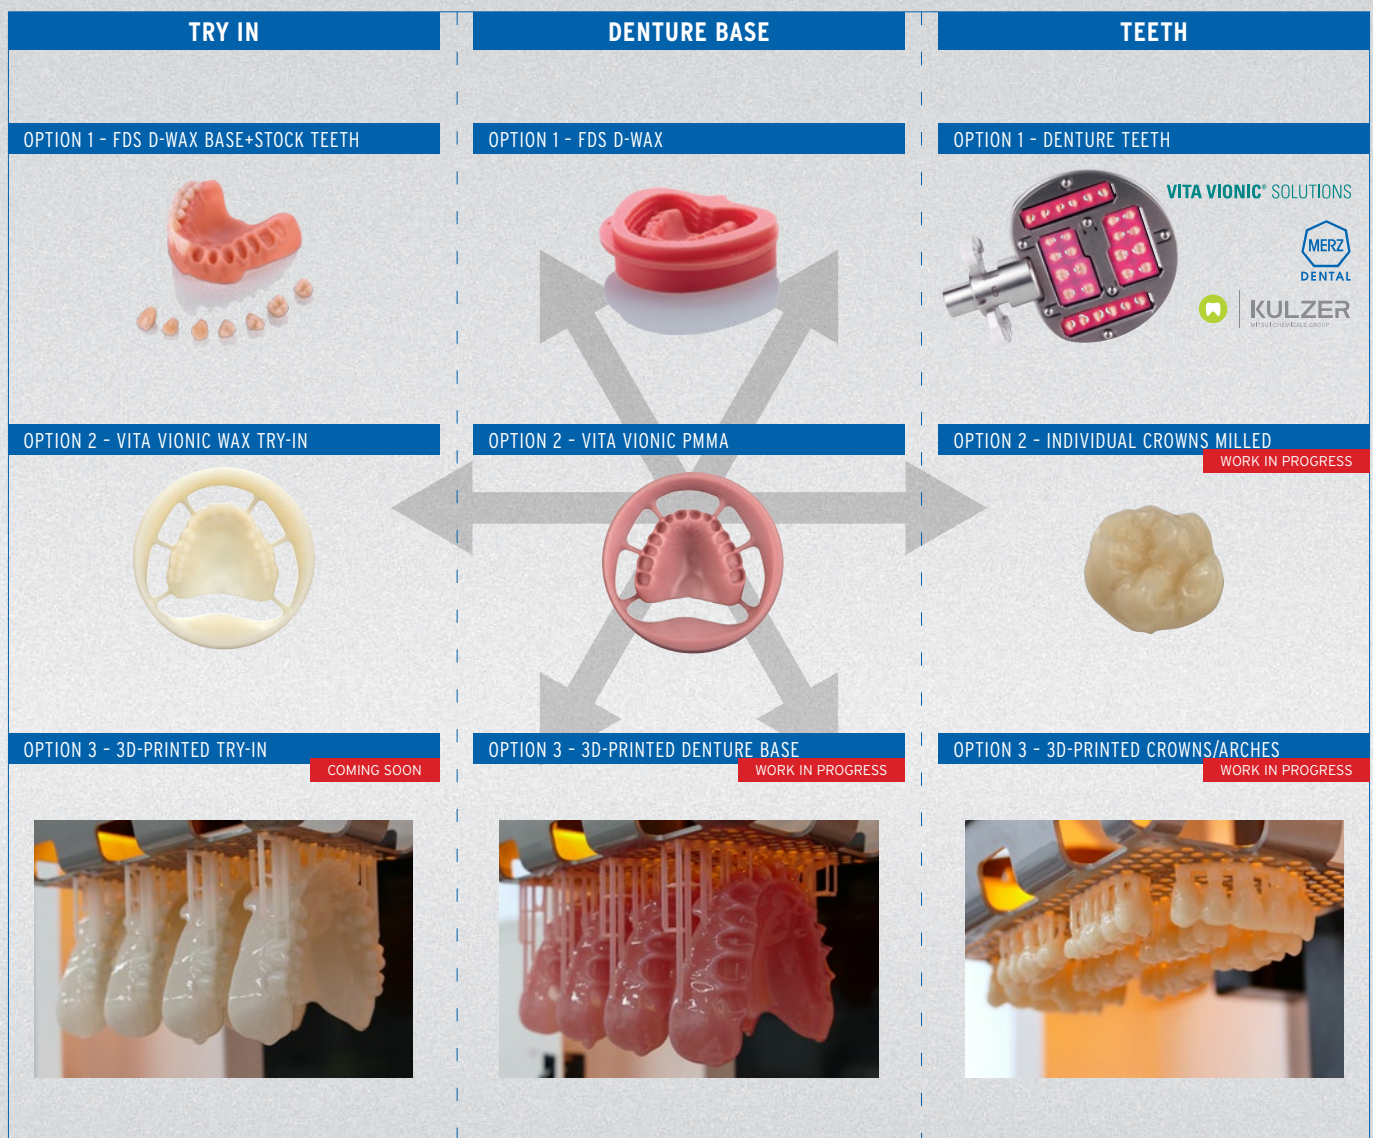 TRY IN
DENTURE BASE
TEETH
OPTION 1 - FDS D-WAX BASE+STOCK TEETH
OPTION 1 - FDS D-WAX
OPTION 1 - DENTURE TEETH
VITA VIONIC® SOLUTIONS
MERZ
DENTAL
KULZER
MITSUI CHEMICALS GROUP
OPTION 2 - VITA VIONIC WAX TRY-IN
OPTION 2 - VITA VIONIC PMMA
OPTION 2 - INDIVIDUAL CROWNS MILLED
WORK IN PROGRESS
OPTION 3 - 3D-PRINTED TRY-IN
COMING SOON
OPTION 3 - 3D-PRINTED DENTURE BASE
WORK IN PROGRESS
OPTION 3 - 3D-PRINTED CROWNS/ARCHES
WORK IN PROGRESS